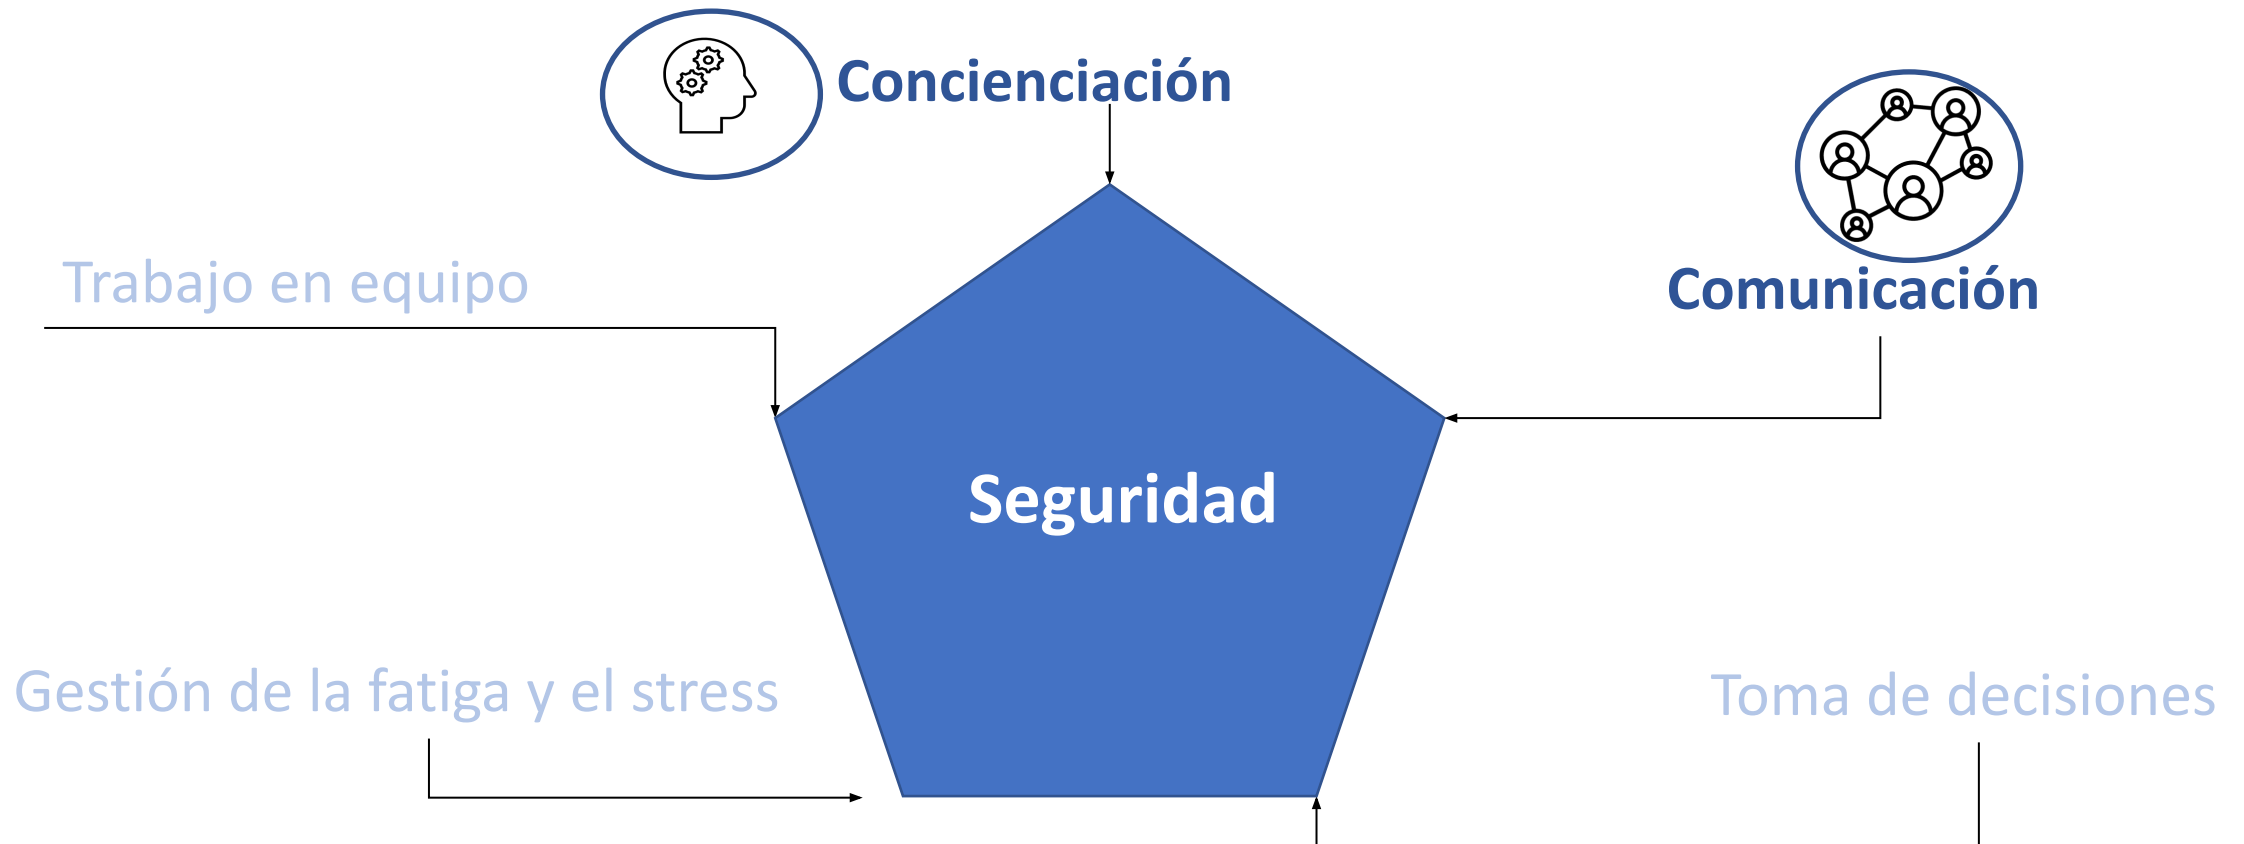 Concienciación
Comunicación
Trabajo en equipo
Seguridad
Gestión de la fatiga y el stress
Toma de decisiones